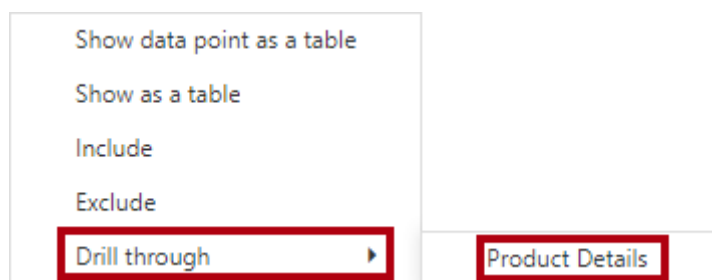 Show data point as a table
Show as a table
Include
Exclude
Drill through
Product Details